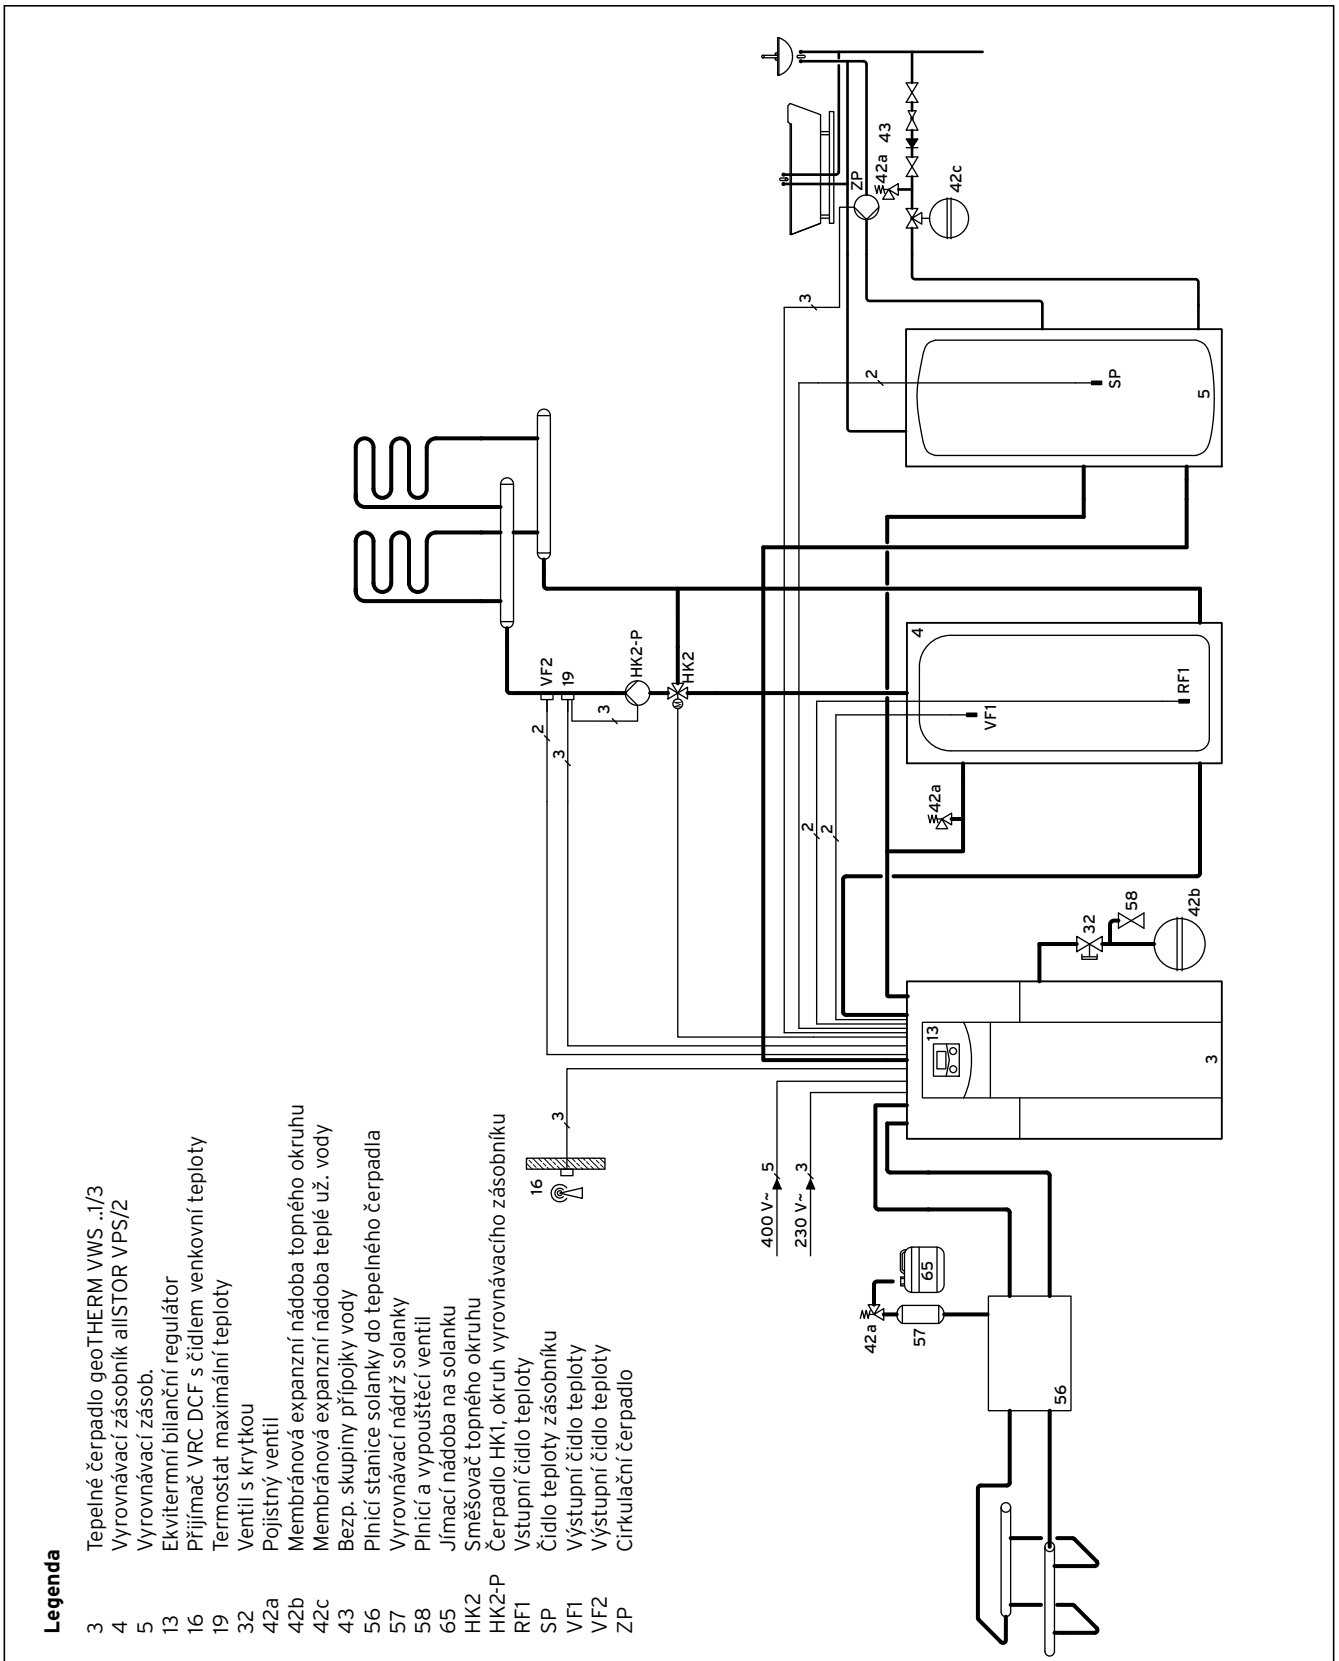 Legenda
3 Tepelné čerpadlo geoTHERM VWS ..1/3
4 Vyrovnávací zásobník allSTOR VPS/2
5 Vyrovnávací zásob.
13 Ekvitermní bilanční regulátor
16 Přijímač VRC DCF s čidlem venkovní teploty
19 Termostat maximální teploty
32 Ventil s krytkou
42a Pojistný ventil
42b Membránová expanzní nádoba topného okruhu
42c Membránová expanzní nádoba teplé už. vody
43 Bezp. skupiny přípojky vody
56 Plnicí stanice solanky do tepelného čerpadla
57 Vyrovnávací nádrž solanky
58 Plnicí a vypouštěcí ventil
65 Jímací nádoba na solanku
HK2 Směšovač topného okruhu
HK2-P Čerpadlo HK1, okruh vyrovnávacího zásobníku
RF1 Vstupní čidlo teploty
SP Čidlo teploty zásobníku
VF1 Výstupní čidlo teploty
VF2 Výstupní čidlo teploty
ZP Cirkulační čerpadlo
16
3
400 V~ 5
230 V~ 3
42a
65
57
56
13
3
32
58
42b
VF2
19
2
3
3
HK2-P
HK2
2
2
42a
4
VF1
RF1
3
2
SP
5
ZP
42a
43
42c